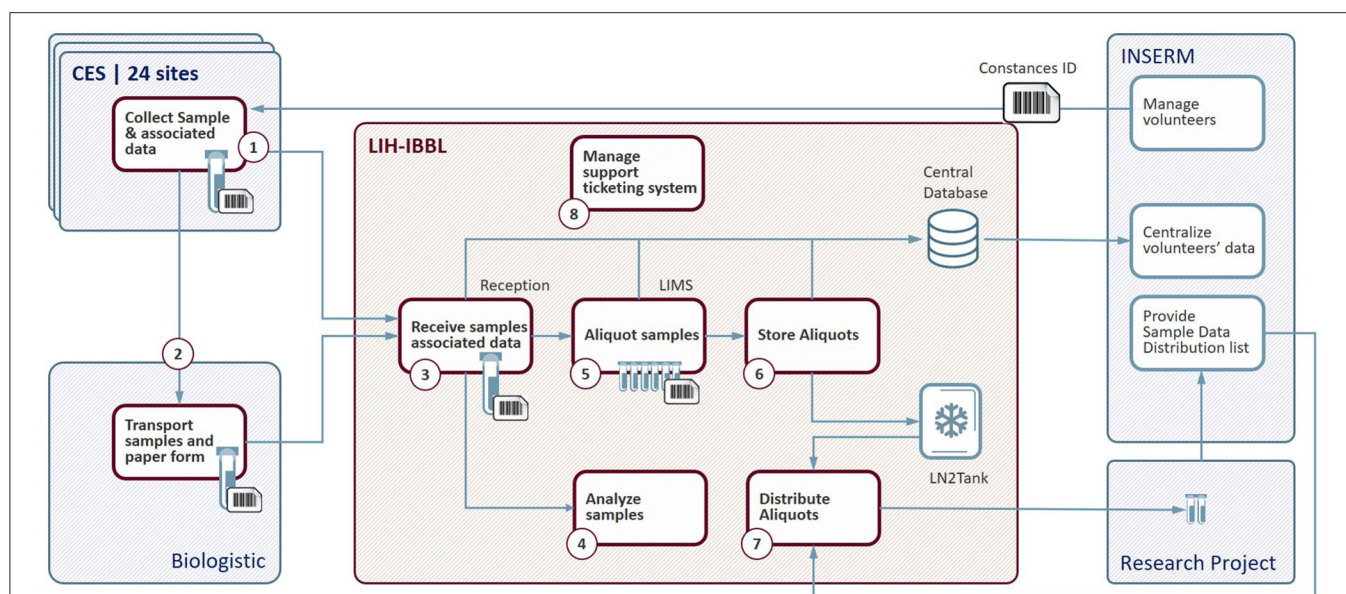 CES | 24 sites
Collect Sample
& associated
data
1
2
Transport
samples and
paper form
Biologistic
LIH-IBBL
Manage
support
ticketing system
8
Reception
Receive samples
associated data
3
LIMS
Aliquot samples
5
Store Aliquots
6
Central
Database
LN2Tank
Analyze
samples
4
Distribute
Aliquots
7
Constances ID
INSERM
Manage
volunteers
Centralize
volunteers’ data
Provide
Sample Data
Distribution list
Research Project